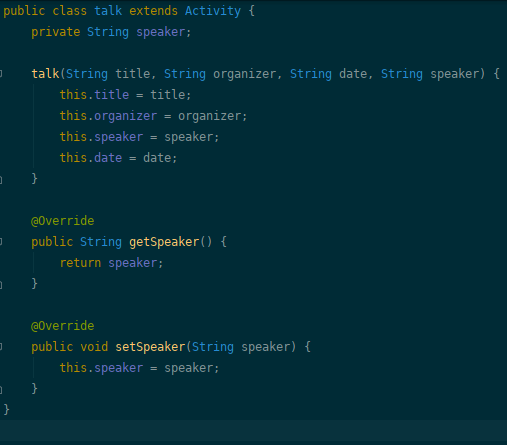 public class talk extends Activity {
    private String speaker;

    talk(String title, String organizer, String date, String speaker) {
        this.title = title;
        this.organizer = organizer;
        this.speaker = speaker;
        this.date = date;
    }

    @Override
    public String getSpeaker() {
        return speaker;
    }

    @Override
    public void setSpeaker(String speaker) {
        this.speaker = speaker;
    }
}